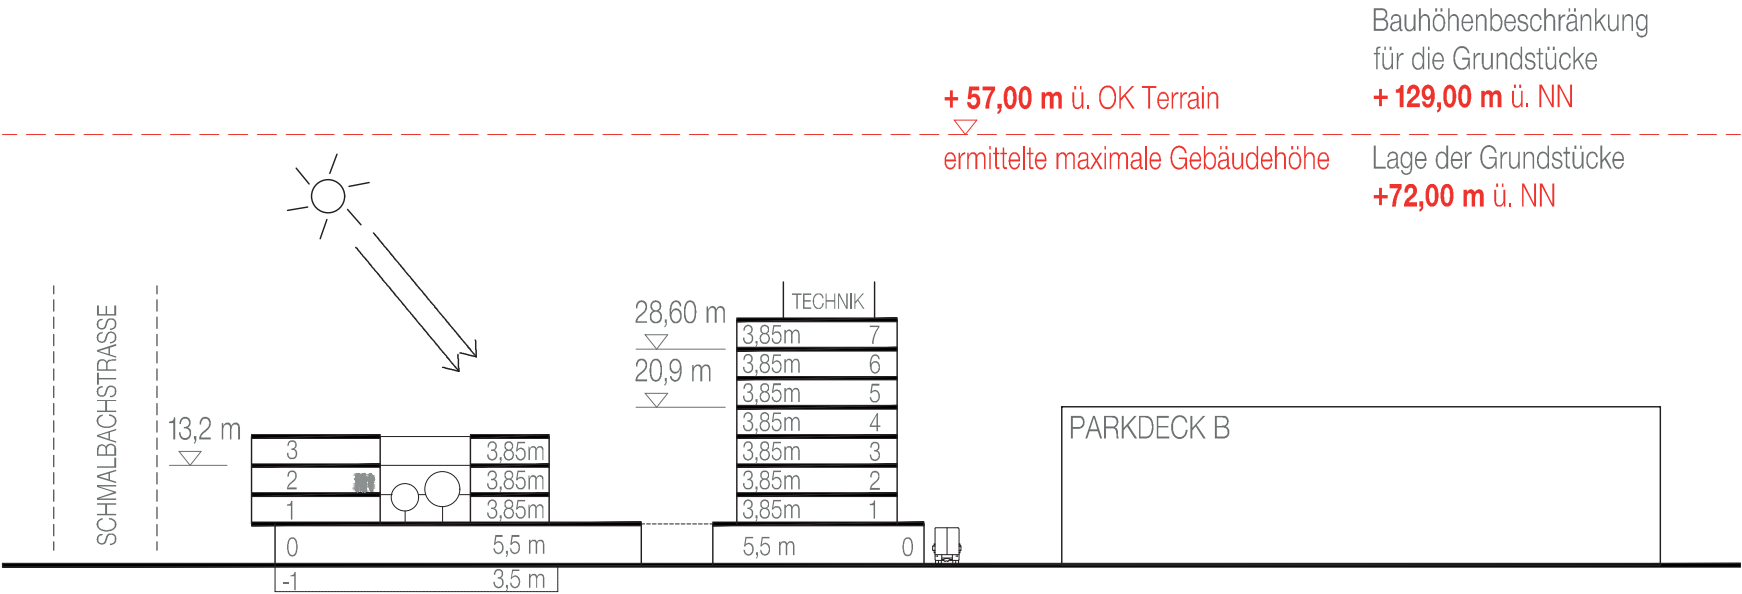 Bauhöhenbeschränkung
für die Grundstücke
+ 129,00 m ü. NN
+ 57,00 m ü. OK Terrain
ermittelte maximale Gebäudehöhe
Lage der Grundstücke
+72,00 m ü. NN
SCHMALBACHSTRASSE
13,2 m
3 3,85m
2 3,85m
1 3,85m
0 5,5 m
-1 3,5 m
28,60 m
20,9 m
TECHNIK
3,85m 7
3,85m 6
3,85m 5
3,85m 4
3,85m 3
3,85m 2
3,85m 1
5,5 m 0
PARKDECK B